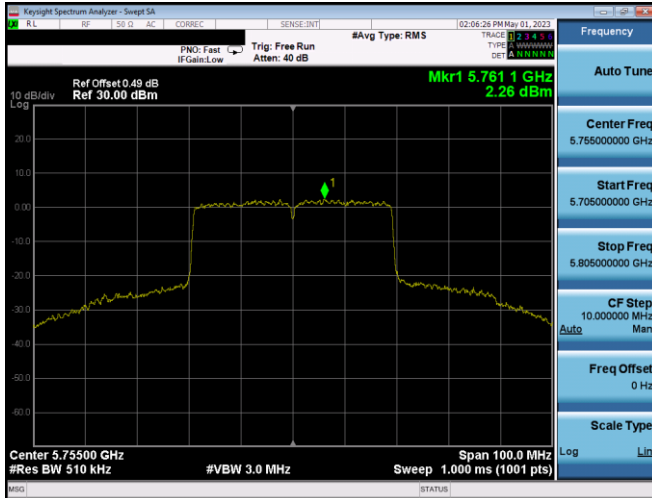 Keysight Spectrum Analyzer - Swept SA
RL RF 50 Ω AC CORREC SENSE:INT 02:06:26 PM May 01, 2023
#Avg Type: RMS
TRACE 1 2 3 4 5 6
PNO: Fast Trig: Free Run TYPE A WWWWW
IFGain:Low Atten: 40 dB DET A N N N N N
Mkr1 5.761 1 GHz
2.26 dBm
Ref Offset 0.49 dB
10 dB/div Ref 30.00 dBm
Log
20.0
10.0
0.00
-10.0
-20.0
-30.0
-40.0
-50.0
-60.0
1
Center 5.75500 GHz Span 100.0 MHz
#Res BW 510 kHz #VBW 3.0 MHz Sweep 1.000 ms (1001 pts)
MSG STATUS
Frequency
Auto Tune
Center Freq
5.755000000 GHz
Start Freq
5.705000000 GHz
Stop Freq
5.805000000 GHz
CF Step
10.000000 MHz
Auto Man
Freq Offset
0 Hz
Scale Type
Log Lin